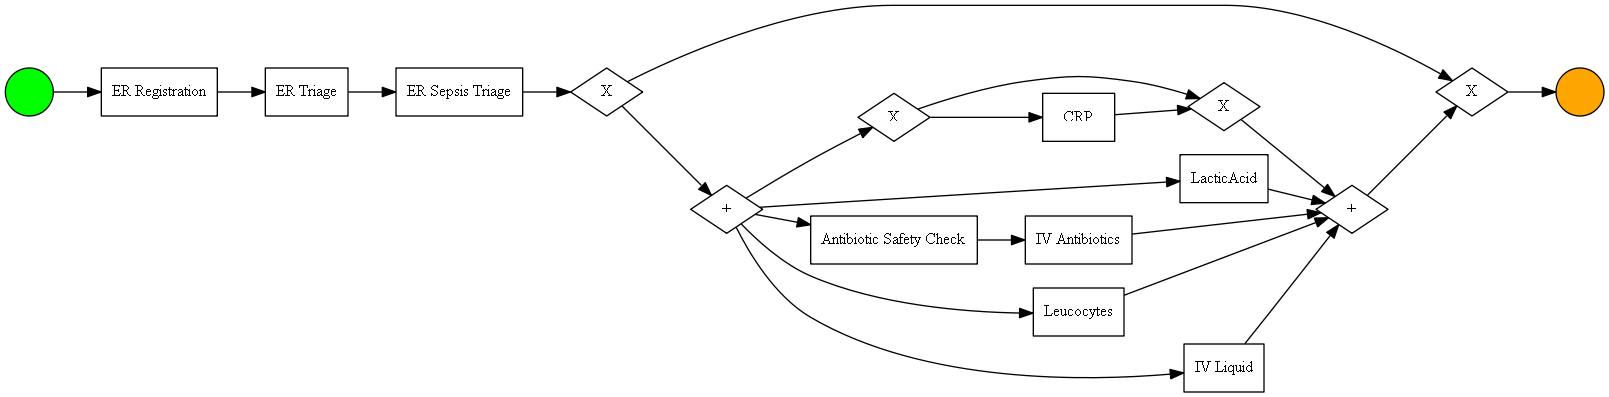 ER Registration
ER Triage
ER Sepsis Triage
X
X
CRP
X
X
+
LacticAcid
+
Antibiotic Safety Check
IV Antibiotics
Leucocytes
IV Liquid